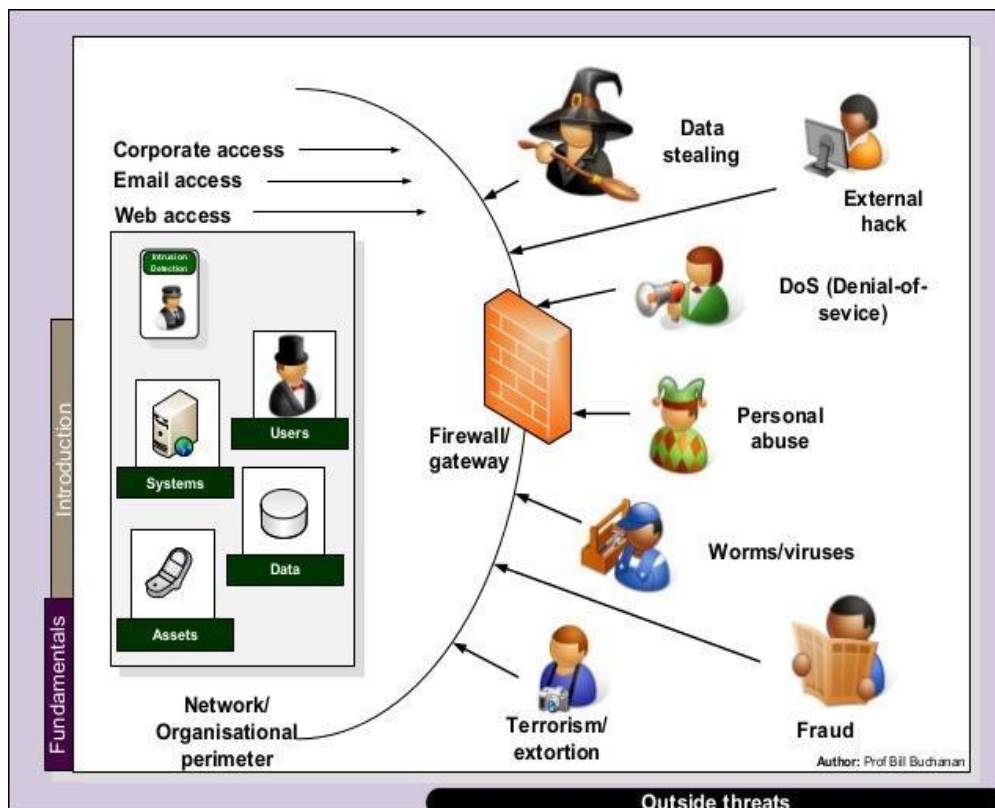 Corporate access
Email access
Web access
Intrusion
Detection
Users
Systems
Data
Assets
Network/
Organisational
perimeter
Firewall/
gateway
Data
stealing
External
hack
DoS (Denial-of-
sevice)
Personal
abuse
Worms/viruses
Fraud
Terrorism/
extortion
Author: Prof Bill Buchanan
Introduction
Fundamentals
Outside threats